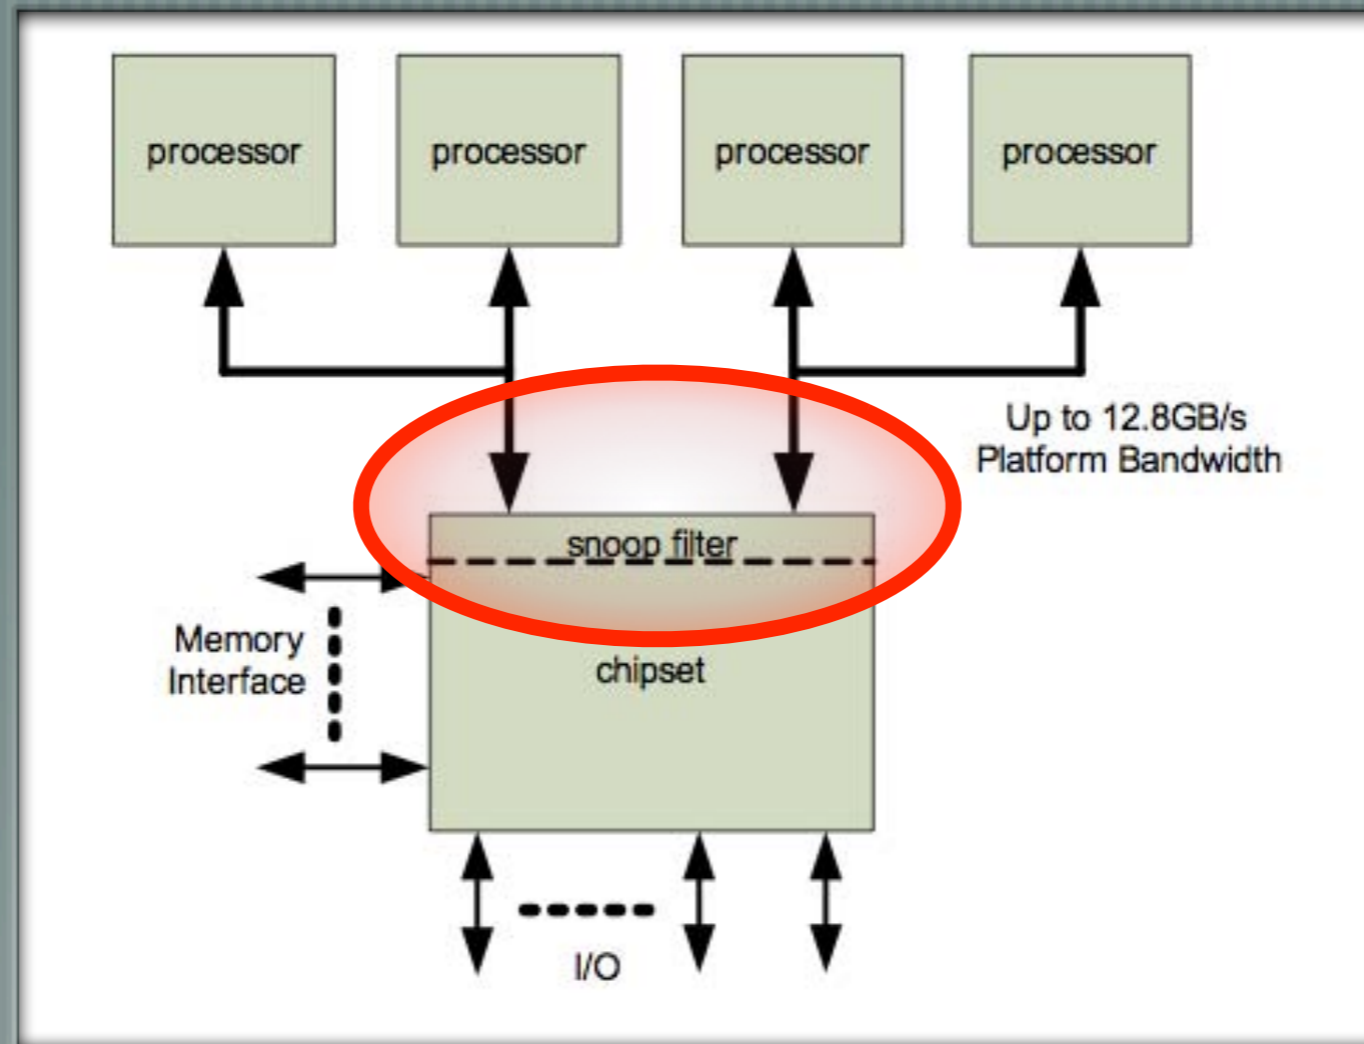 processor
processor
processor
processor
Up to 12.8GB/s
Platform Bandwidth
snoop filter
Memory
Interface
chipset
I/O